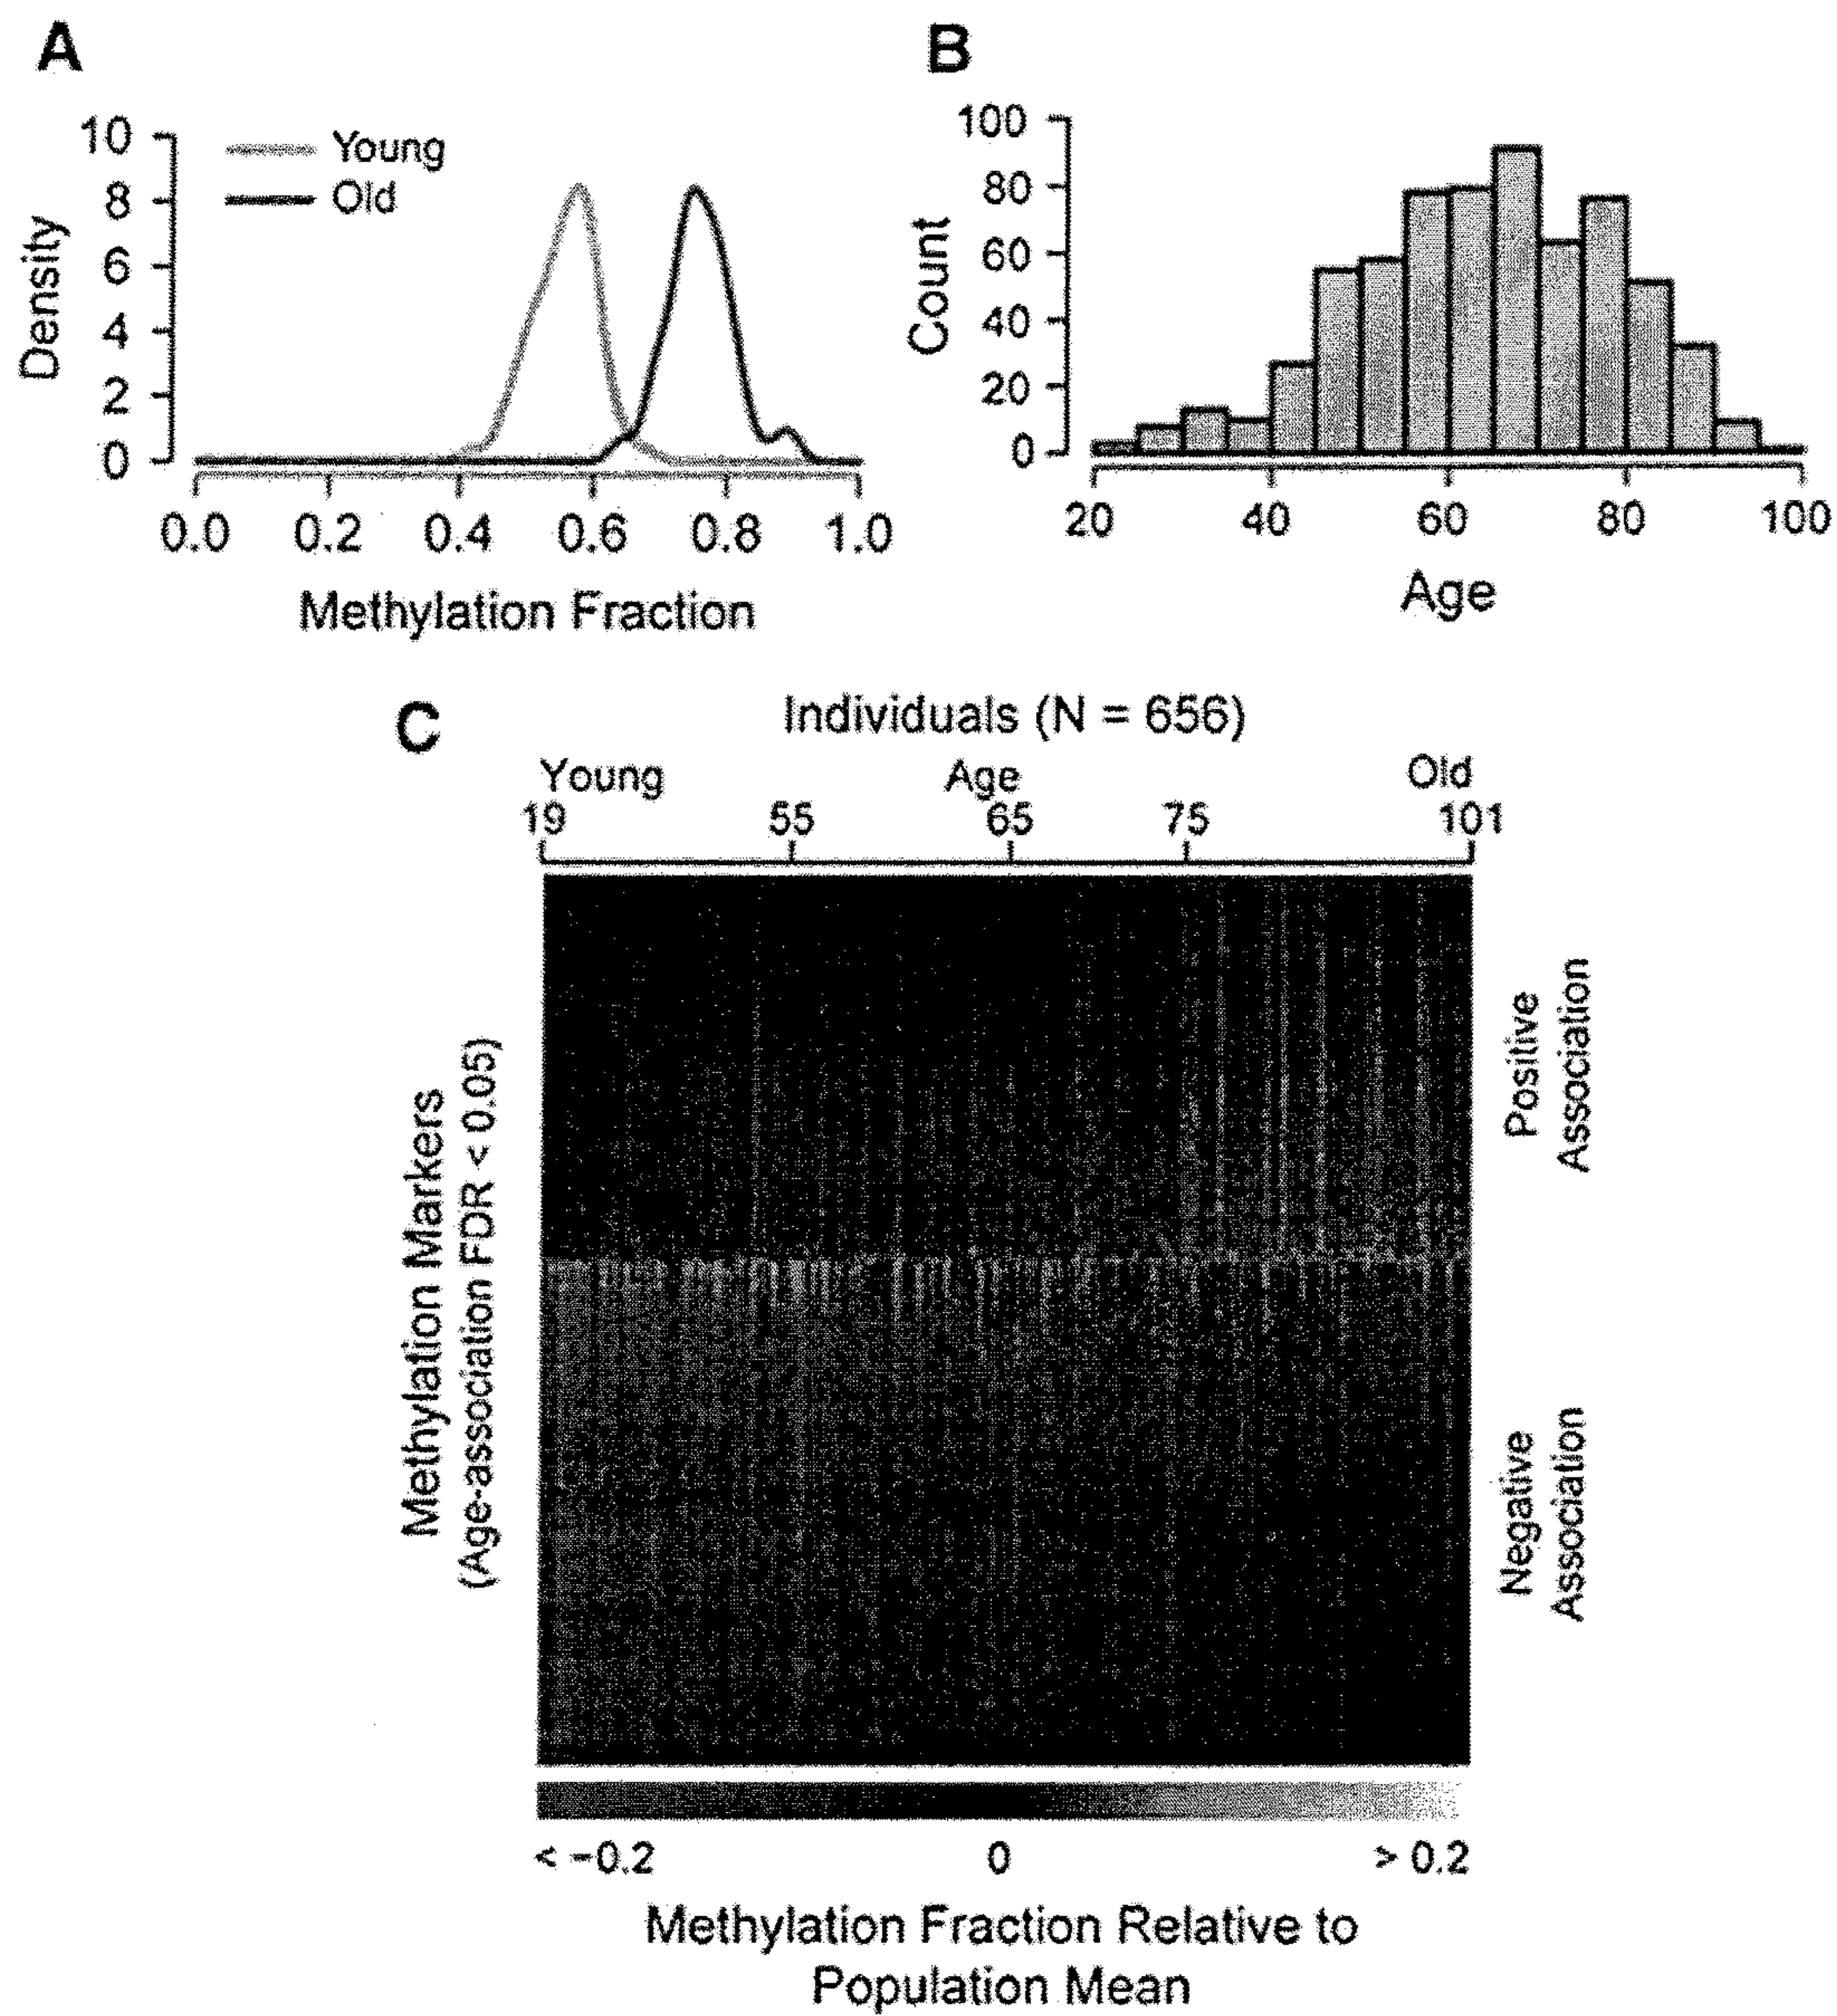 A
10
8
6
4
2
0
Density
Young
Old
0.0 0.2 0.4 0.6 0.8 1.0
Methylation Fraction
B
100
80
60
40
20
0
Count
20 40 60 80 100
Age
C
Individuals (N = 656)
Young Age Old
19 55 65 75 101
Methylation Markers
(Age-association FDR < 0.05)
Positive
Association
Negative
Association
< −0.2 0 > 0.2
Methylation Fraction Relative to
Population Mean